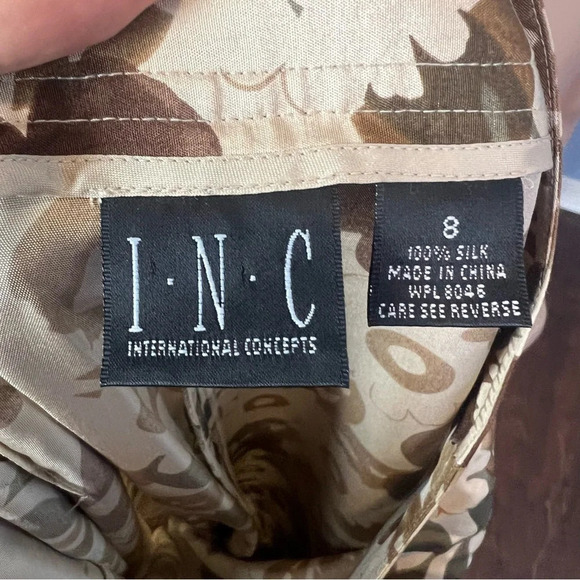 I·N·C
INTERNATIONAL CONCEPTS
8
100% SILK
MADE IN CHINA
WPL 8046
CARE SEE REVERSE